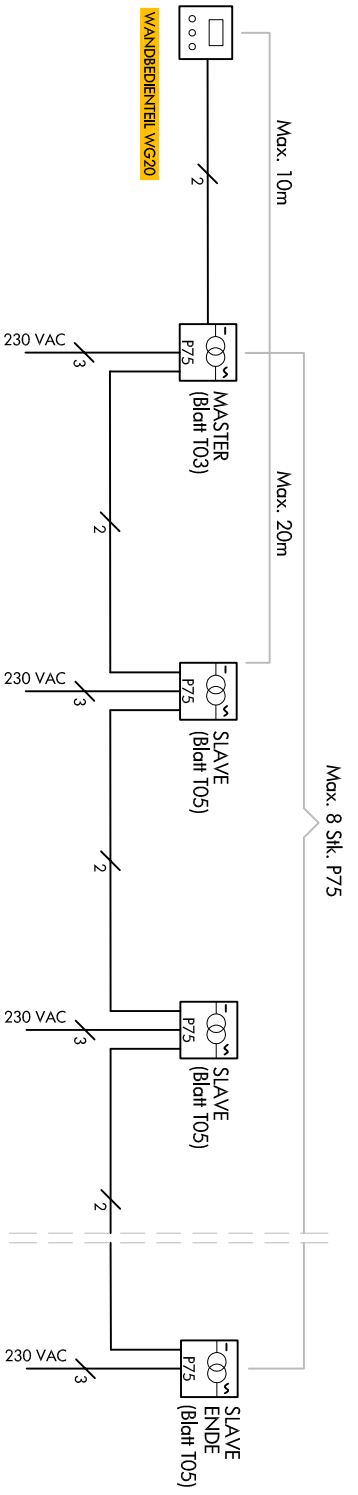 Max. 8 Stk. P75
Max. 10m
Max. 20m
WANDBEDIENTEIL WG20
2
P75
MASTER
(Blatt T03)
230 VAC
3
2
P75
SLAVE
(Blatt T05)
230 VAC
3
2
P75
SLAVE
(Blatt T05)
230 VAC
3
2
P75
SLAVE
ENDE
(Blatt T05)
230 VAC
3